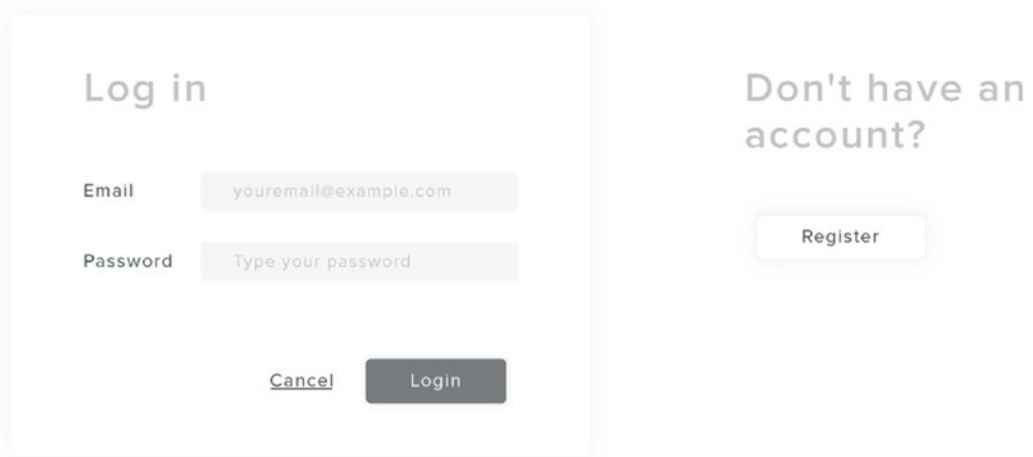 Log in
Email
youremail@example.com
Password
Type your password
Cancel
Login
Don't have an
account?
Register